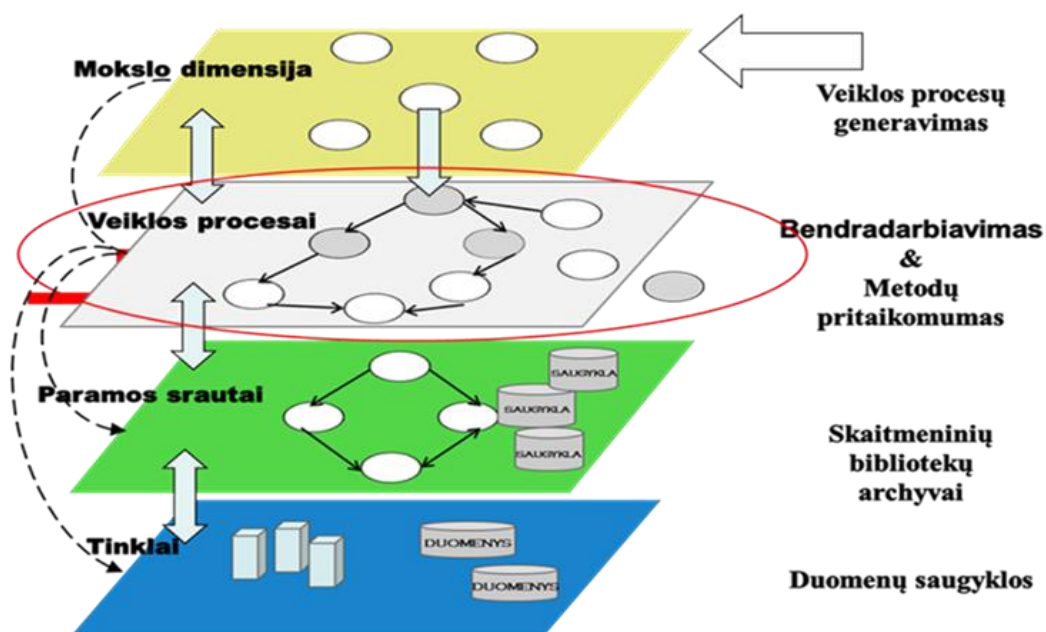 Mokslo dimensija
Veiklos procesų
generavimas
Veiklos procesai
Bendradarbiavimas
&
Metodų
pritaikomumas
Paramos srautai
SAUGYKLA
SAUGYKLA
SAUGYKLA
Skaitmeninių
bibliotekų
archyvai
Tinklai
DUOMENYS
DUOMENYS
Duomenų saugyklos